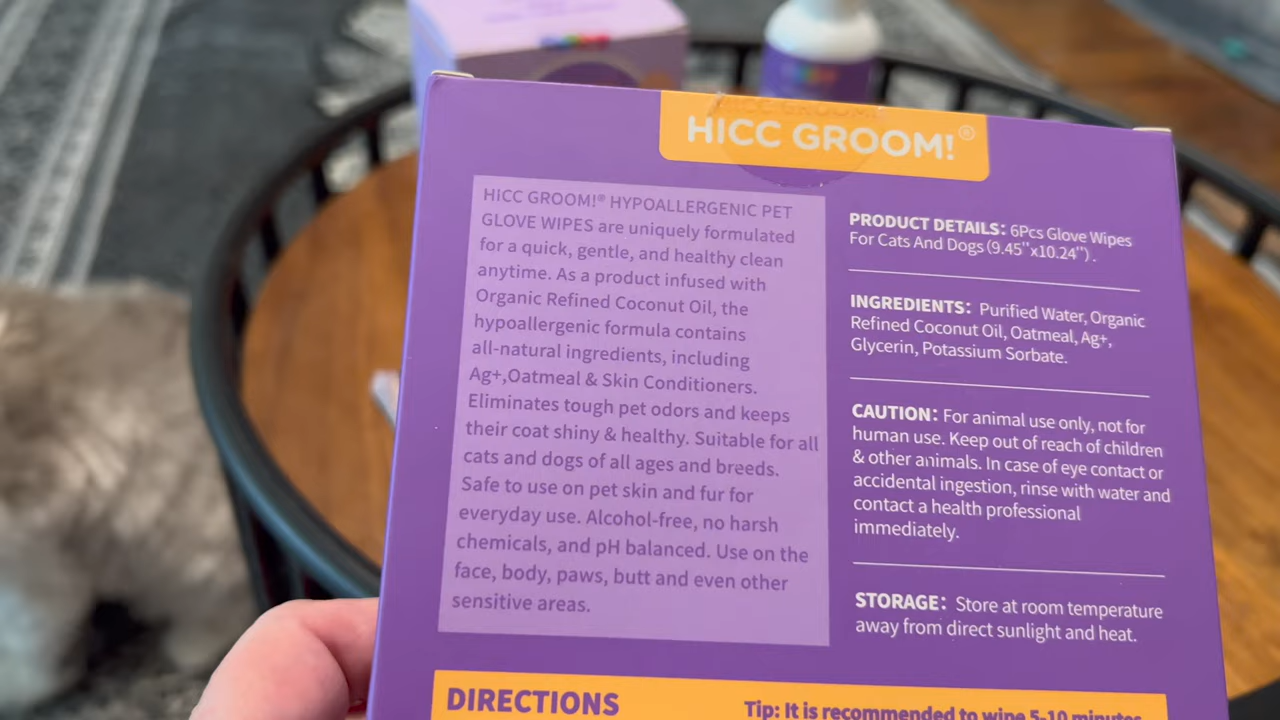 HICC GROOM!®
HICC GROOM!® HYPOALLERGENIC PET
GLOVE WIPES are uniquely formulated
for a quick, gentle, and healthy clean
anytime. As a product infused with
Organic Refined Coconut Oil, the
hypoallergenic formula contains
all-natural ingredients, including
Ag+,Oatmeal & Skin Conditioners.
Eliminates tough pet odors and keeps
their coat shiny & healthy. Suitable for all
cats and dogs of all ages and breeds.
Safe to use on pet skin and fur for
everyday use. Alcohol-free, no harsh
chemicals, and pH balanced. Use on the
face, body, paws, butt and even other
sensitive areas.
PRODUCT DETAILS: 6Pcs Glove Wipes
For Cats And Dogs (9.45''x10.24'') .
INGREDIENTS: Purified Water, Organic
Refined Coconut Oil, Oatmeal, Ag+,
Glycerin, Potassium Sorbate.
CAUTION: For animal use only, not for
human use. Keep out of reach of children
& other animals. In case of eye contact or
accidental ingestion, rinse with water and
contact a health professional
immediately.
STORAGE: Store at room temperature
away from direct sunlight and heat.
DIRECTIONS
Tip: It is recommended to wipe 5-10 minutes